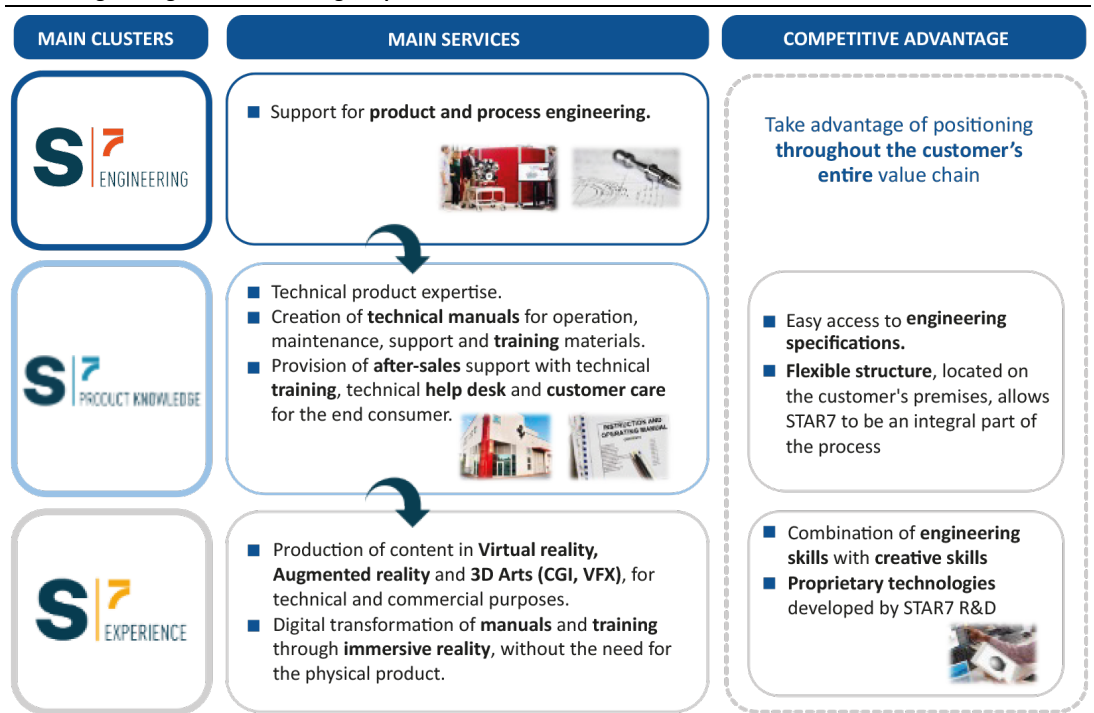 MAIN CLUSTERS
MAIN SERVICES
COMPETITIVE ADVANTAGE
S7
ENGINEERING
■ Support for product and process engineering.
Take advantage of positioning
throughout the customer's
entire value chain
S7
PRODUCT KNOWLEDGE
■ Technical product expertise.
■ Creation of technical manuals for operation,
maintenance, support and training materials.
■ Provision of after-sales support with technical
training, technical help desk and customer care
for the end consumer.
INSTRUCTION AND
OPERATING MANUAL
■ Easy access to engineering
specifications.
■ Flexible structure, located on
the customer's premises, allows
STAR7 to be an integral part of
the process
S7
EXPERIENCE
■ Production of content in Virtual reality,
Augmented reality and 3D Arts (CGI, VFX), for
technical and commercial purposes.
■ Digital transformation of manuals and training
through immersive reality, without the need for
the physical product.
■ Combination of engineering
skills with creative skills
■ Proprietary technologies
developed by STAR7 R&D